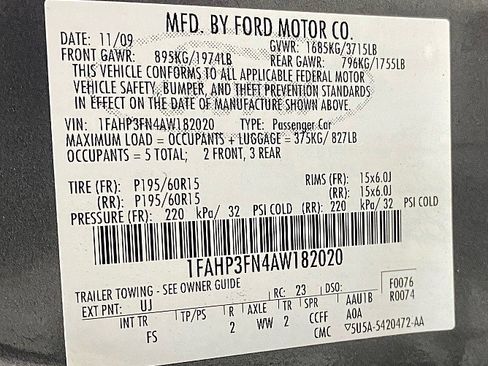 MFD. BY FORD MOTOR CO.
DATE: 11/09 GVWR: 1685KG/3715LB
FRONT GAWR: 895KG/1974LB REAR GAWR: 796KG/1755LB
THIS VEHICLE CONFORMS TO ALL APPLICABLE FEDERAL MOTOR
VEHICLE SAFETY, BUMPER, AND THEFT PREVENTION STANDARDS
IN EFFECT ON THE DATE OF MANUFACTURE SHOWN ABOVE.
VIN: 1FAHP3FN4AW182020 TYPE: Passenger Car
MAXIMUM LOAD = OCCUPANTS + LUGGAGE = 375KG/ 827LB
OCCUPANTS = 5 TOTAL; 2 FRONT, 3 REAR
TIRE (FR): P195/60R15 RIMS (FR): 15x6.0J
(RR): P195/60R15 (RR): 15x6.0J
PRESSURE (FR): 220 kPa/ 32 PSI COLD (RR): 220 kPa/ 32 PSI COLD
1FAHP3FN4AW182020
TRAILER TOWING - SEE OWNER GUIDE
EXT PNT: UJ RC: 23 DSO: F0076
R0074
INT TR TP/PS R AXLE TR SPR AAU1B
FS 2 WW 2 CCFF A0A
CMC 5U5A-5420472-AA